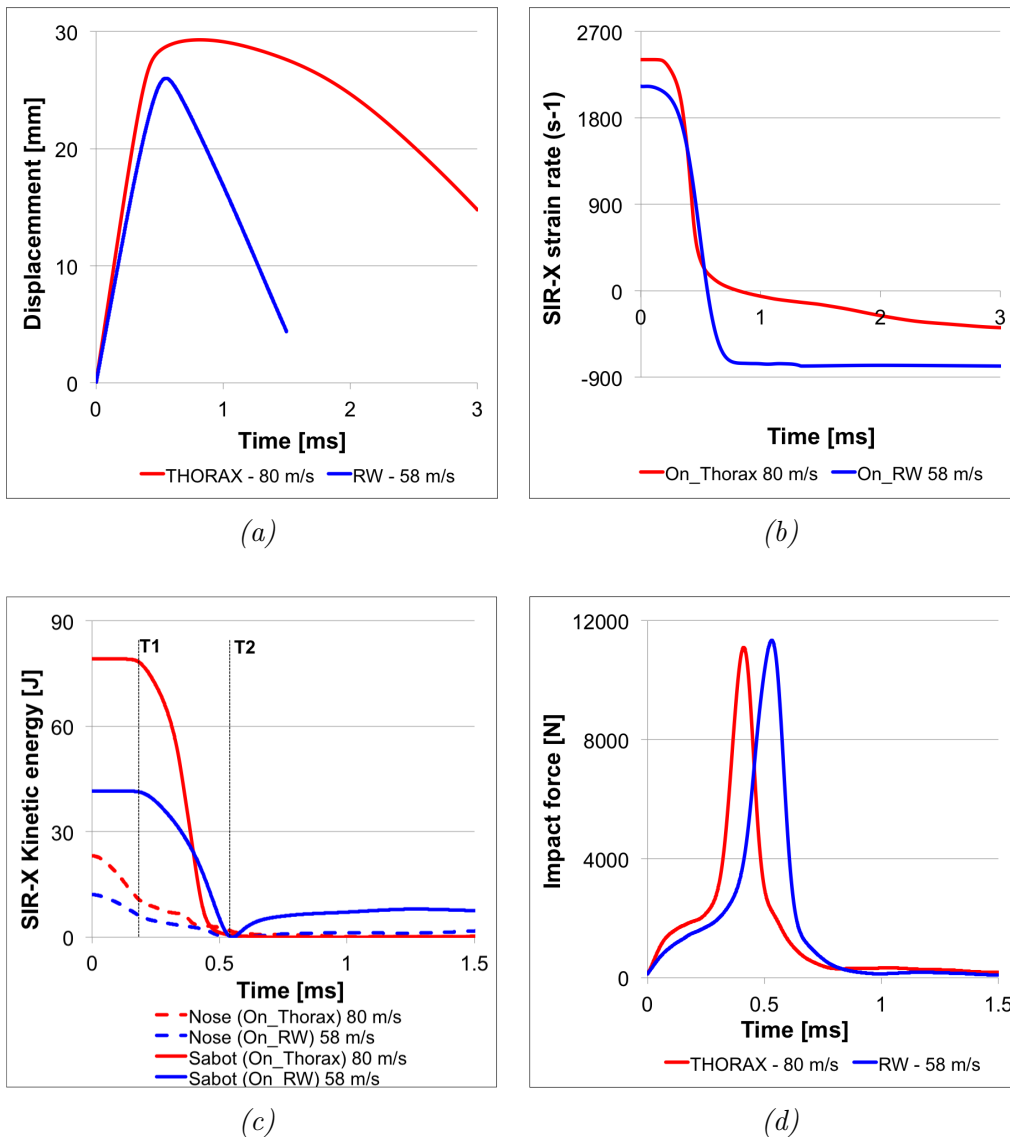 30
20
10
0
0
1
2
3
Displacemment [mm]
Time [ms]
THORAX - 80 m/s
RW - 58 m/s
(a)
2700
1800
900
0
-900
0
1
2
3
SIR-X strain rate (s-1)
Time [ms]
On_Thorax 80 m/s
On_RW 58 m/s
(b)
90
60
30
0
T1
T2
0
0.5
1
1.5
SIR-X Kinetic energy [J]
Time [ms]
Nose (On_Thorax) 80 m/s
Nose (On_RW) 58 m/s
Sabot (On_Thorax) 80 m/s
Sabot (On_RW) 58 m/s
(c)
12000
8000
4000
0
0
0.5
1
1.5
Impact force [N]
Time [ms]
THORAX - 80 m/s
RW - 58 m/s
(d)